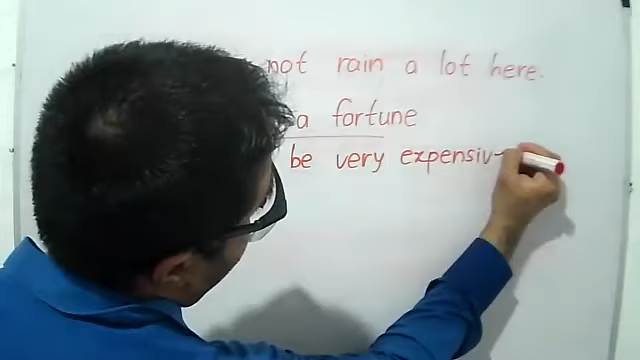 not rain a lot here.
a fortune
be very expensiv